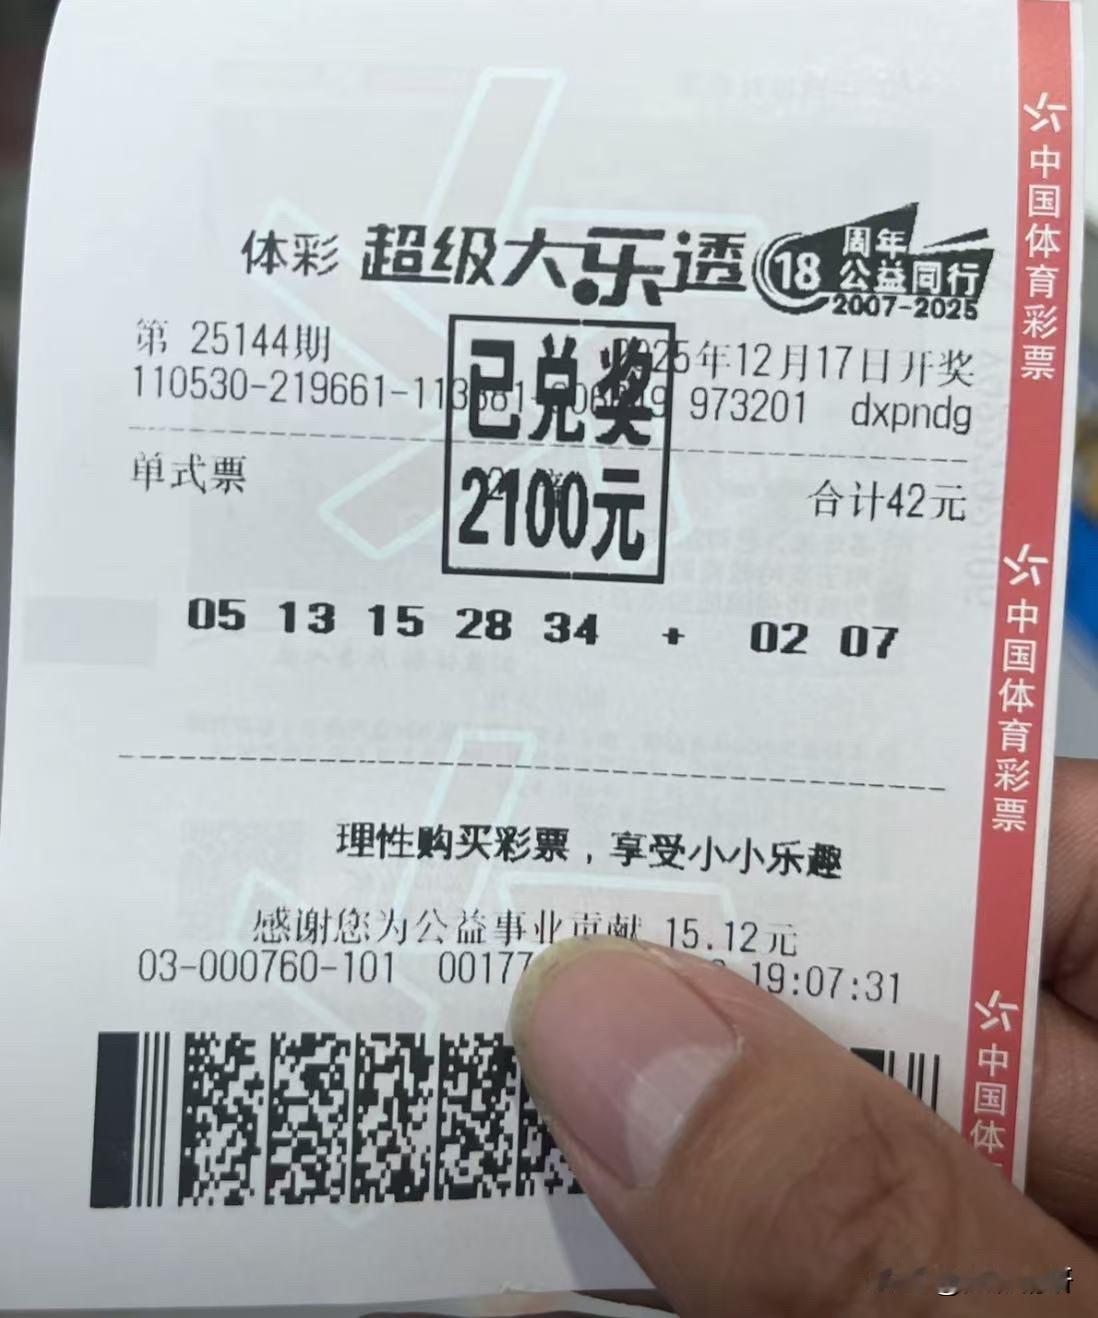 体彩 超级大乐透 18 周年
公益同行
2007-2025
第 25144期 2025年12月17日开奖
已兑奖
110530-219661- 973201 dxpndg
单式票 合计42元
2100元
05 13 15 28 34 + 02 07
理性购买彩票，享受小小乐趣
感谢您为公益事业贡献 15.12元
03-000760-101 00177 19:07:31
中国体育彩票
中国体育彩票
中国体